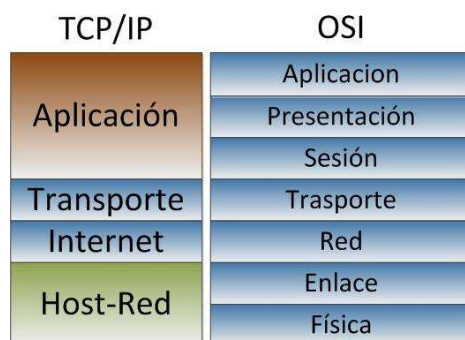 TCP/IP
OSI
Aplicación
Transporte
Internet
Host-Red
Aplicacion
Presentación
Sesión
Trasporte
Red
Enlace
Física